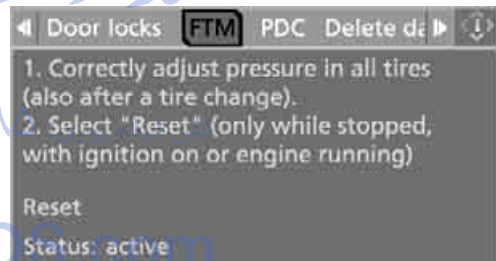 Door locks FTM PDC Delete da
1. Correctly adjust pressure in all tires
(also after a tire change).
2. Select "Reset" (only while stopped,
with ignition on or engine running)
Reset
Status: active